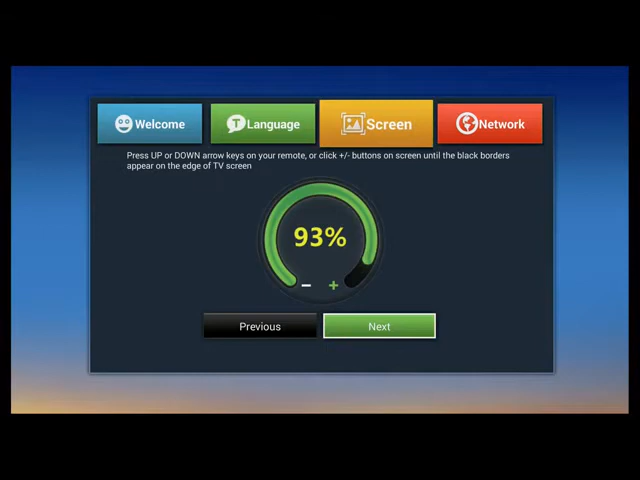 Welcome
Language
Screen
Network
Press UP or DOWN arrow keys on your remote, or click +/- buttons on screen until the black borders
appear on the edge of TV screen
93%
- +
Previous
Next